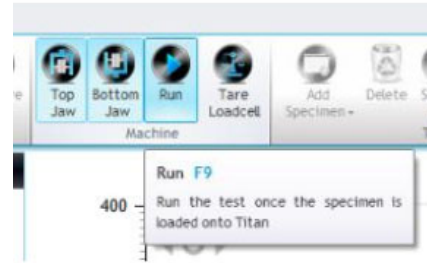 Top Jaw
Bottom Jaw
Run
Tare Loadcell
Add Specimen
Delete
Machine
Run F9
Run the test once the specimen is
loaded onto Titan
400